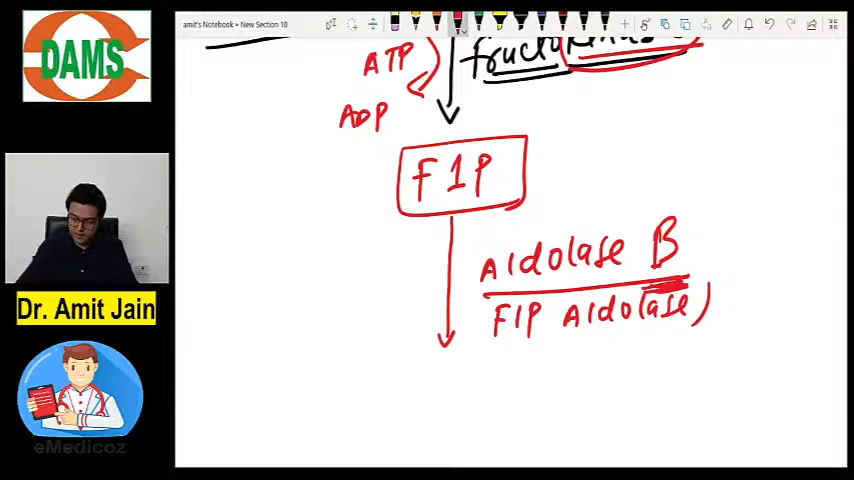 amit's Notebook > New Section 10
DAMS
ATP
fructokinase
ADP
F1P
Aldolase B
F1P Aldolase)
Dr. Amit Jain
eMedicoz